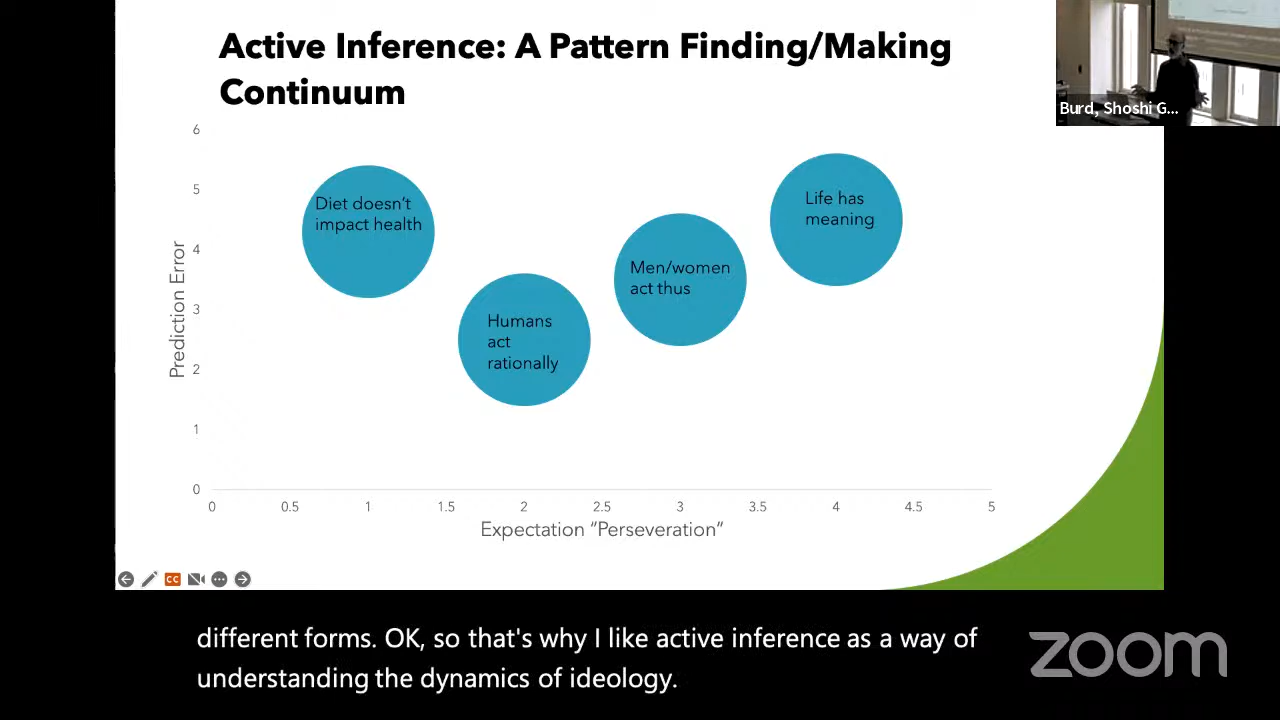 Active Inference: A Pattern Finding/Making
Continuum
Burd, Shoshi G...
6
5
4
3
2
1
0
Prediction Error
Diet doesn’t
impact health
Humans
act
rationally
Men/women
act thus
Life has
meaning
0 0.5 1 1.5 2 2.5 3 3.5 4 4.5 5
Expectation “Perseveration”
CC
different forms. OK, so that's why I like active inference as a way of
understanding the dynamics of ideology.
zoom